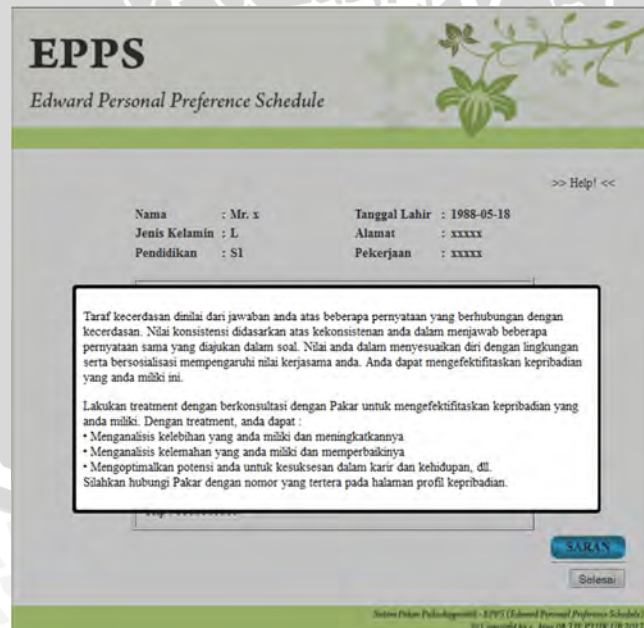 EPPS
Edward Personal Preference Schedule
>> Help! <<
Nama : Mr. x Tanggal Lahir : 1988-05-18
Jenis Kelamin : L Alamat : xxxxx
Pendidikan : S1 Pekerjaan : xxxxx
Taraf kecerdasan dinilai dari jawaban anda atas beberapa pernyataan yang berhubungan dengan
kecerdasan. Nilai konsistensi didasarkan atas kekonsistenan anda dalam menjawab beberapa
pernyataan sama yang diajukan dalam soal. Nilai anda dalam menyesuaikan diri dengan lingkungan
serta bersosialisasi mempengaruhi nilai kerjasama anda. Anda dapat mengefektifitaskan kepribadian
yang anda miliki ini.
Lakukan treatment dengan berkonsultasi dengan Pakar untuk mengefektifitaskan kepribadian yang
anda miliki. Dengan treatment, anda dapat :
• Menganalisis kelebihan yang anda miliki dan meningkatkannya
• Menganalisis kelemahan yang anda miliki dan memperbaikinya
• Mengoptimalkan potensi anda untuk kesuksesan dalam karir dan kehidupan, dll.
Silahkan hubungi Pakar dengan nomor yang tertera pada halaman profil kepribadian.
SARAN
Selesai
Sistem Pakar Psikodiagnostik - EPPS (Edward Personal Preference Schedule)